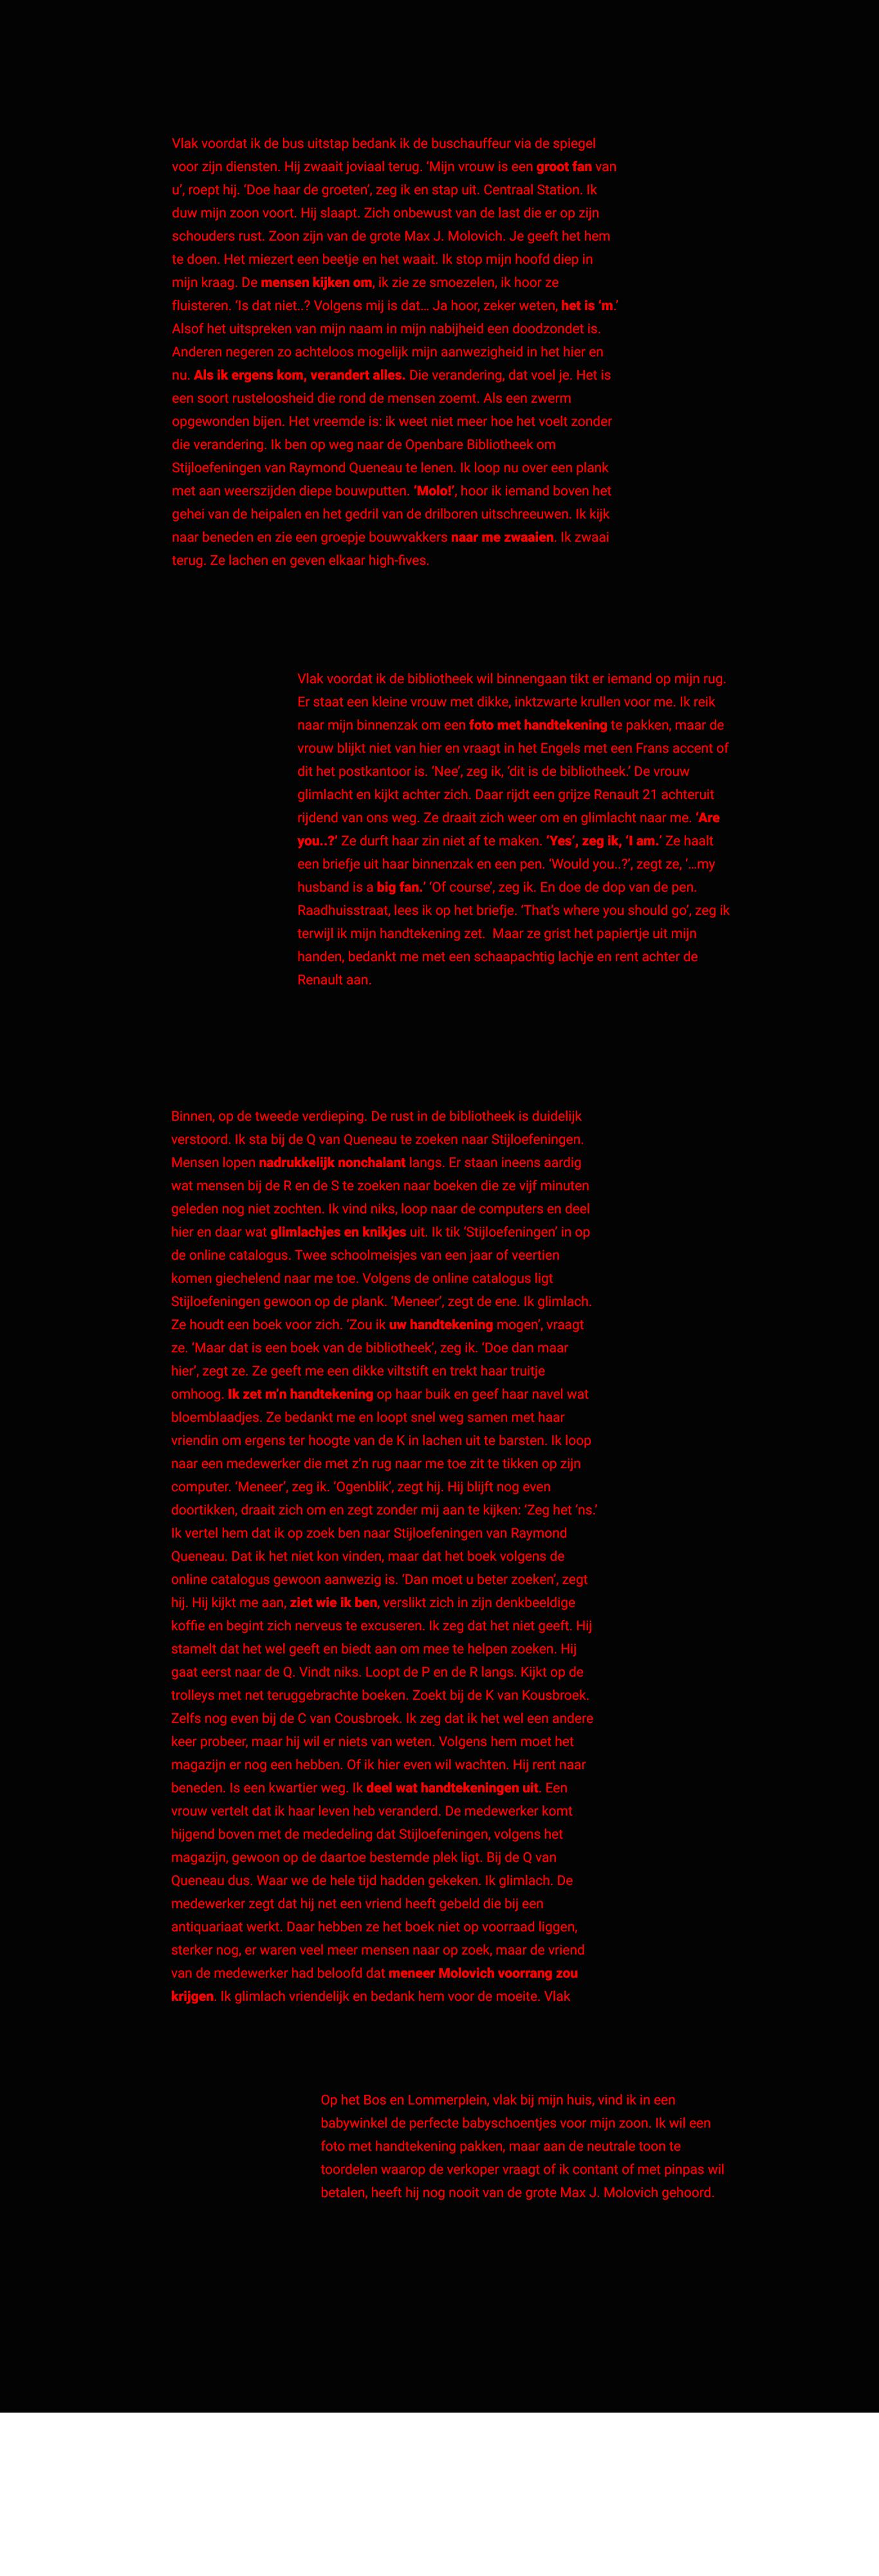 Vlak voordat ik de bus uitstap bedank ik de buschauffeur via de spiegel
voor zijn diensten. Hij zwaait joviaal terug. ‘Mijn vrouw is een groot fan van
u’, roept hij. ‘Doe haar de groeten’, zeg ik en stap uit. Centraal Station. Ik
duw mijn zoon voort. Hij slaapt. Zich onbewust van de last die er op zijn
schouders rust. Zoon zijn van de grote Max J. Molovich. Je geeft het hem
te doen. Het miezert een beetje en het waait. Ik stop mijn hoofd diep in
mijn kraag. De mensen kijken om, ik zie ze smoezelen, ik hoor ze
fluisteren. ‘Is dat niet..? Volgens mij is dat… Ja hoor, zeker weten, het is ‘m.’
Alsof het uitspreken van mijn naam in mijn nabijheid een doodzondet is.
Anderen negeren zo achteloos mogelijk mijn aanwezigheid in het hier en
nu. Als ik ergens kom, verandert alles. Die verandering, dat voel je. Het is
een soort rusteloosheid die rond de mensen zoemt. Als een zwerm
opgewonden bijen. Het vreemde is: ik weet niet meer hoe het voelt zonder
die verandering. Ik ben op weg naar de Openbare Bibliotheek om
Stijloefeningen van Raymond Queneau te lenen. Ik loop nu over een plank
met aan weerszijden diepe bouwputten. ‘Molo!’, hoor ik iemand boven het
gehei van de heipalen en het gedril van de drilboren uitschreeuwen. Ik kijk
naar beneden en zie een groepje bouwvakkers naar me zwaaien. Ik zwaai
terug. Ze lachen en geven elkaar high-fives.
Vlak voordat ik de bibliotheek wil binnengaan tikt er iemand op mijn rug.
Er staat een kleine vrouw met dikke, inktzwarte krullen voor me. Ik reik
naar mijn binnenzak om een foto met handtekening te pakken, maar de
vrouw blijkt niet van hier en vraagt in het Engels met een Frans accent of
dit het postkantoor is. ‘Nee’, zeg ik, ‘dit is de bibliotheek.’ De vrouw
glimlacht en kijkt achter zich. Daar rijdt een grijze Renault 21 achteruit
rijdend van ons weg. Ze draait zich weer om en glimlacht naar me. ‘Are
you..?’ Ze durft haar zin niet af te maken. ‘Yes’, zeg ik, ‘I am.’ Ze haalt
een briefje uit haar binnenzak en een pen. ‘Would you..?’, zegt ze, ‘…my
husband is a big fan.’ ‘Of course’, zeg ik. En doe de dop van de pen.
Raadhuisstraat, lees ik op het briefje. ‘That’s where you should go’, zeg ik
terwijl ik mijn handtekening zet.  Maar ze grist het papiertje uit mijn
handen, bedankt me met een schaapachtig lachje en rent achter de
Renault aan.
Binnen, op de tweede verdieping. De rust in de bibliotheek is duidelijk
verstoord. Ik sta bij de Q van Queneau te zoeken naar Stijloefeningen.
Mensen lopen nadrukkelijk nonchalant langs. Er staan ineens aardig
wat mensen bij de R en de S te zoeken naar boeken die ze vijf minuten
geleden nog niet zochten. Ik vind niks, loop naar de computers en deel
hier en daar wat glimlachjes en knikjes uit. Ik tik ‘Stijloefeningen’ in op
de online catalogus. Twee schoolmeisjes van een jaar of veertien
komen giechelend naar me toe. Volgens de online catalogus ligt
Stijloefeningen gewoon op de plank. ‘Meneer’, zegt de ene. Ik glimlach.
Ze houdt een boek voor zich. ‘Zou ik uw handtekening mogen’, vraagt
ze. ‘Maar dat is een boek van de bibliotheek’, zeg ik. ‘Doe dan maar
hier’, zegt ze. Ze geeft me een dikke viltstift en trekt haar truitje
omhoog. Ik zet m’n handtekening op haar buik en geef haar navel wat
bloemblaadjes. Ze bedankt me en loopt snel weg samen met haar
vriendin om ergens ter hoogte van de K in lachen uit te barsten. Ik loop
naar een medewerker die met z’n rug naar me toe zit te tikken op zijn
computer. ‘Meneer’, zeg ik. ‘Ogenblik’, zegt hij. Hij blijft nog even
doortikken, draait zich om en zegt zonder mij aan te kijken: ‘Zeg het ‘ns.’
Ik vertel hem dat ik op zoek ben naar Stijloefeningen van Raymond
Queneau. Dat ik het niet kon vinden, maar dat het boek volgens de
online catalogus gewoon aanwezig is. ‘Dan moet u beter zoeken’, zegt
hij. Hij kijkt me aan, ziet wie ik ben, verslikt zich in zijn denkbeeldige
koffie en begint zich nerveus te excuseren. Ik zeg dat het niet geeft. Hij
stamelt dat het wel geeft en biedt aan om mee te helpen zoeken. Hij
gaat eerst naar de Q. Vindt niks. Loopt de P en de R langs. Kijkt op de
trolleys met net teruggebrachte boeken. Zoekt bij de K van Kousbroek.
Zelfs nog even bij de C van Cousbroek. Ik zeg dat ik het wel een andere
keer probeer, maar hij wil er niets van weten. Volgens hem moet het
magazijn er nog een hebben. Of ik hier even wil wachten. Hij rent naar
beneden. Is een kwartier weg. Ik deel wat handtekeningen uit. Een
vrouw vertelt dat ik haar leven heb veranderd. De medewerker komt
hijgend boven met de mededeling dat Stijloefeningen, volgens het
magazijn, gewoon op de daartoe bestemde plek ligt. Bij de Q van
Queneau dus. Waar we de hele tijd hadden gekeken. Ik glimlach. De
medewerker zegt dat hij net een vriend heeft gebeld die bij een
antiquariaat werkt. Daar hebben ze het boek niet op voorraad liggen,
sterker nog, er waren veel meer mensen naar op zoek, maar de vriend
van de medewerker had beloofd dat meneer Molovich voorrang zou
krijgen. Ik glimlach vriendelijk en bedank hem voor de moeite. Vlak
Op het Bos en Lommerplein, vlak bij mijn huis, vind ik in een
babywinkel de perfecte babyschoentjes voor mijn zoon. Ik wil een
foto met handtekening pakken, maar aan de neutrale toon te
toordelen waarop de verkoper vraagt of ik contant of met pinpas wil
betalen, heeft hij nog nooit van de grote Max J. Molovich gehoord.